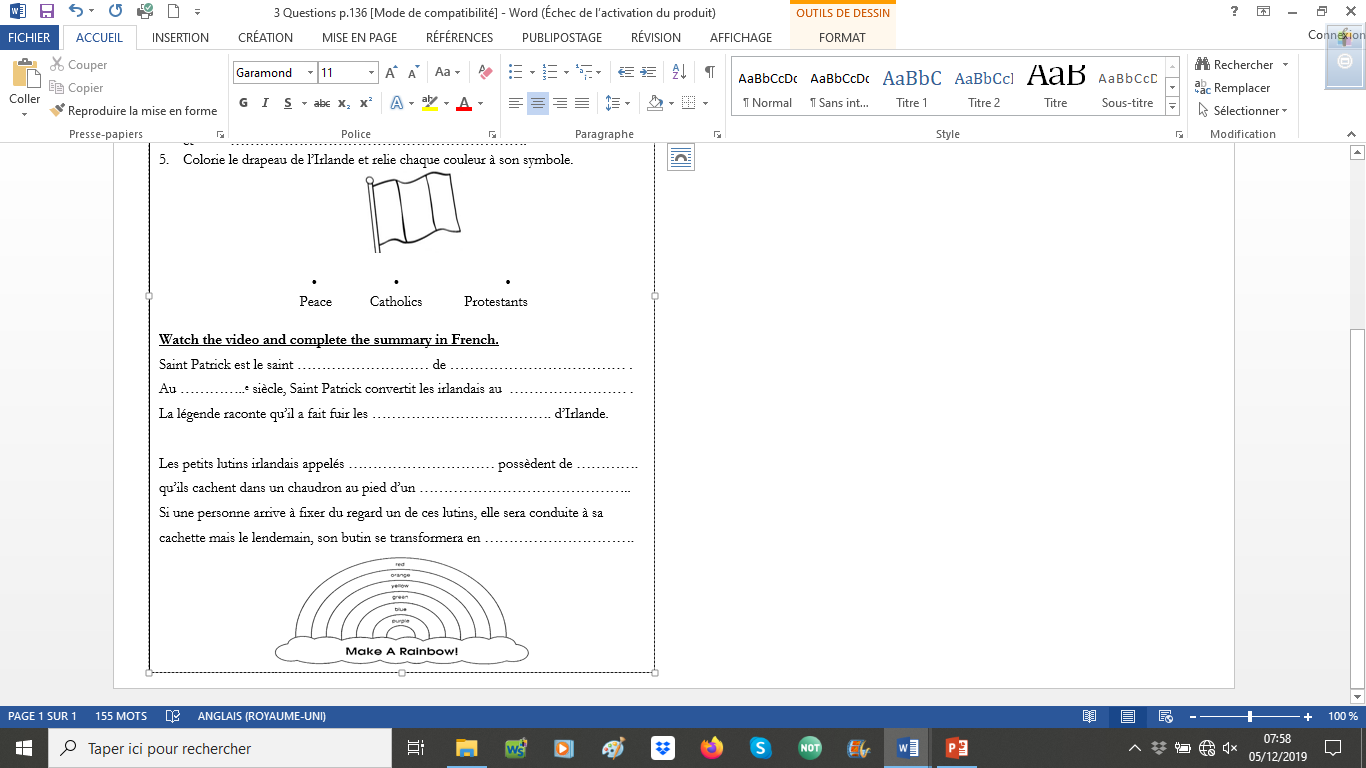 3 Questions p.136 [Mode de compatibilité] - Word (Échec de l'activation du produit)
OUTILS DE DESSIN
FICHIER ACCUEIL INSERTION CRÉATION MISE EN PAGE RÉFÉRENCES PUBLIPOSTAGE RÉVISION AFFICHAGE FORMAT Connexion
Coller
Couper
Copier
Reproduire la mise en forme
Presse-papiers
Garamond 11
G I S abc x₂ x²
Police
Paragraphe
AaBbCcDc AaBbCcDc AaBbC AaBbCcI AaB AaBbCcD
¶ Normal ¶ Sans int... Titre 1 Titre 2 Titre Sous-titre
Style
Rechercher
Remplacer
Sélectionner
Modification
5. Colorie le drapeau de l'Irlande et relie chaque couleur à son symbole.
• • •
Peace Catholics Protestants
Watch the video and complete the summary in French.
Saint Patrick est le saint ……………………… de ……………………………… .
Au …………..e siècle, Saint Patrick convertit les irlandais au …………………… .
La légende raconte qu'il a fait fuir les ………………………………. d'Irlande.
Les petits lutins irlandais appelés ………………………… possèdent de ………….
qu'ils cachent dans un chaudron au pied d'un ……………………………………..
Si une personne arrive à fixer du regard un de ces lutins, elle sera conduite à sa
cachette mais le lendemain, son butin se transformera en ………………………….
red
orange
yellow
green
blue
purple
Make A Rainbow!
PAGE 1 SUR 1 155 MOTS ANGLAIS (ROYAUME-UNI) 100 %
Taper ici pour rechercher
07:58
05/12/2019